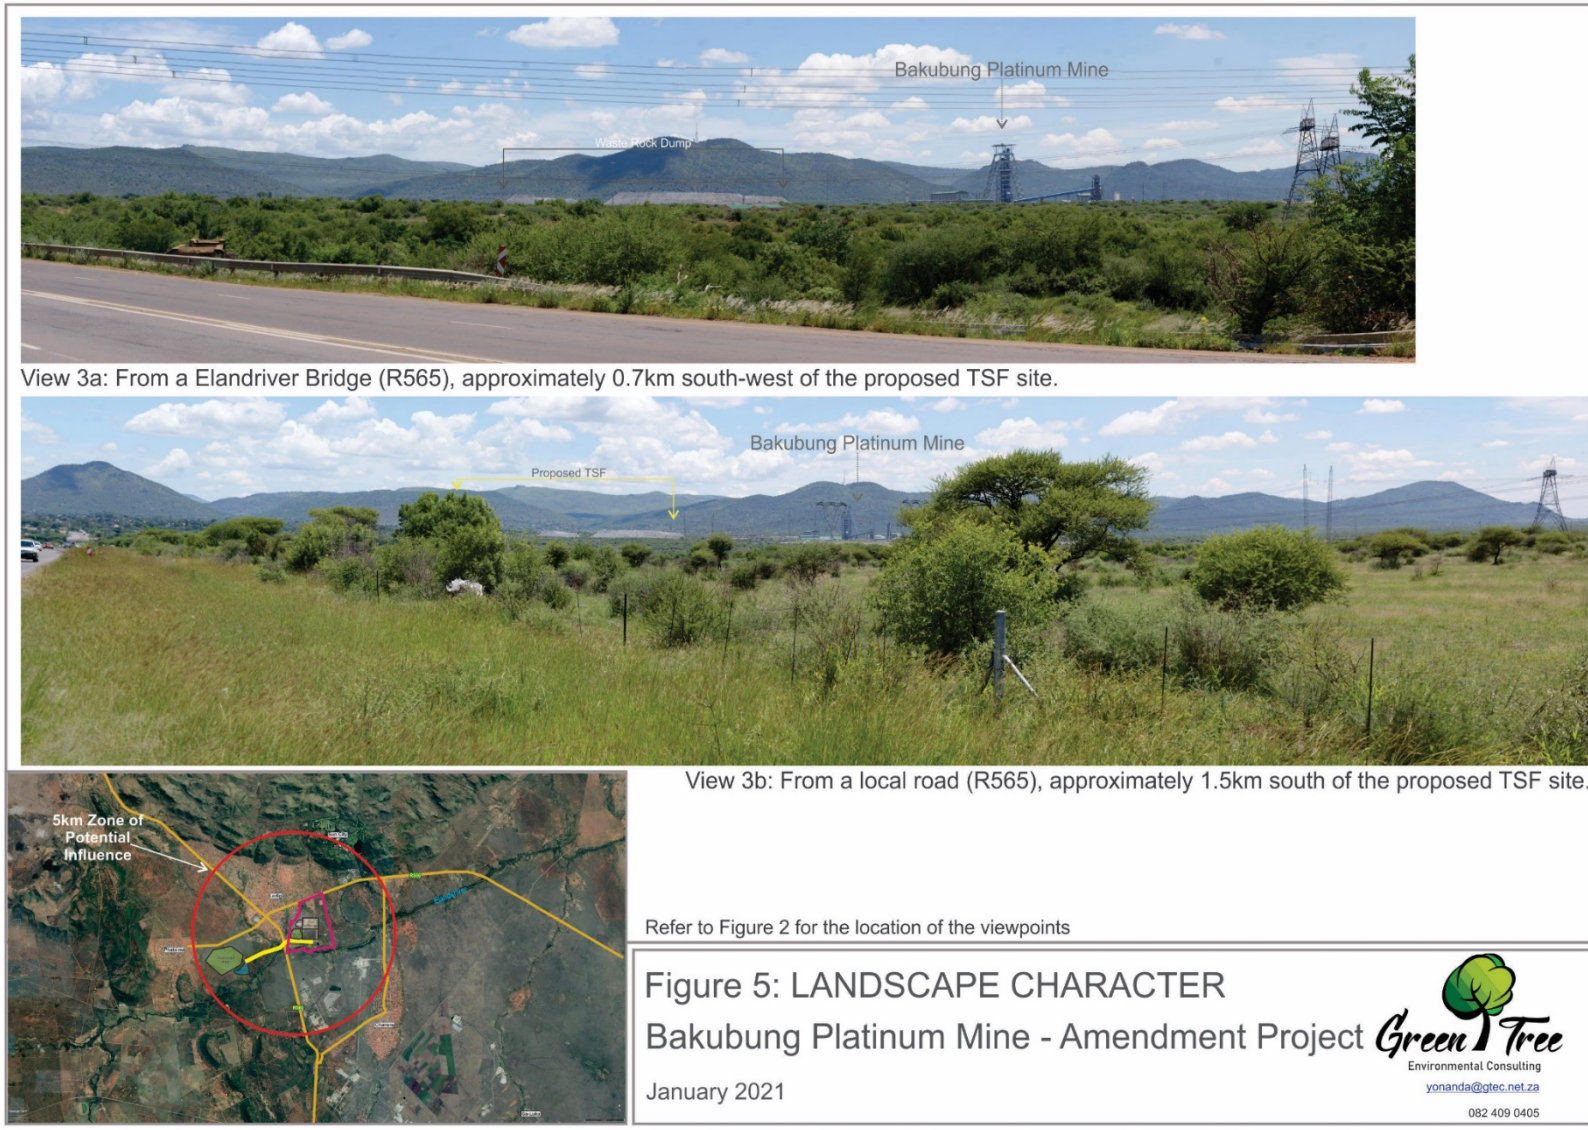 Bakubung Platinum Mine
Waste Rock Dump
View 3a: From a Elandriver Bridge (R565), approximately 0.7km south-west of the proposed TSF site.
Bakubung Platinum Mine
Proposed TSF
View 3b: From a local road (R565), approximately 1.5km south of the proposed TSF site.
5km Zone of
Potential
Influence
Sun City
Refer to Figure 2 for the location of the viewpoints
Figure 5: LANDSCAPE CHARACTER
Bakubung Platinum Mine - Amendment Project
January 2021
Green Tree
Environmental Consulting
yonanda@gtec.net.za
082 409 0405